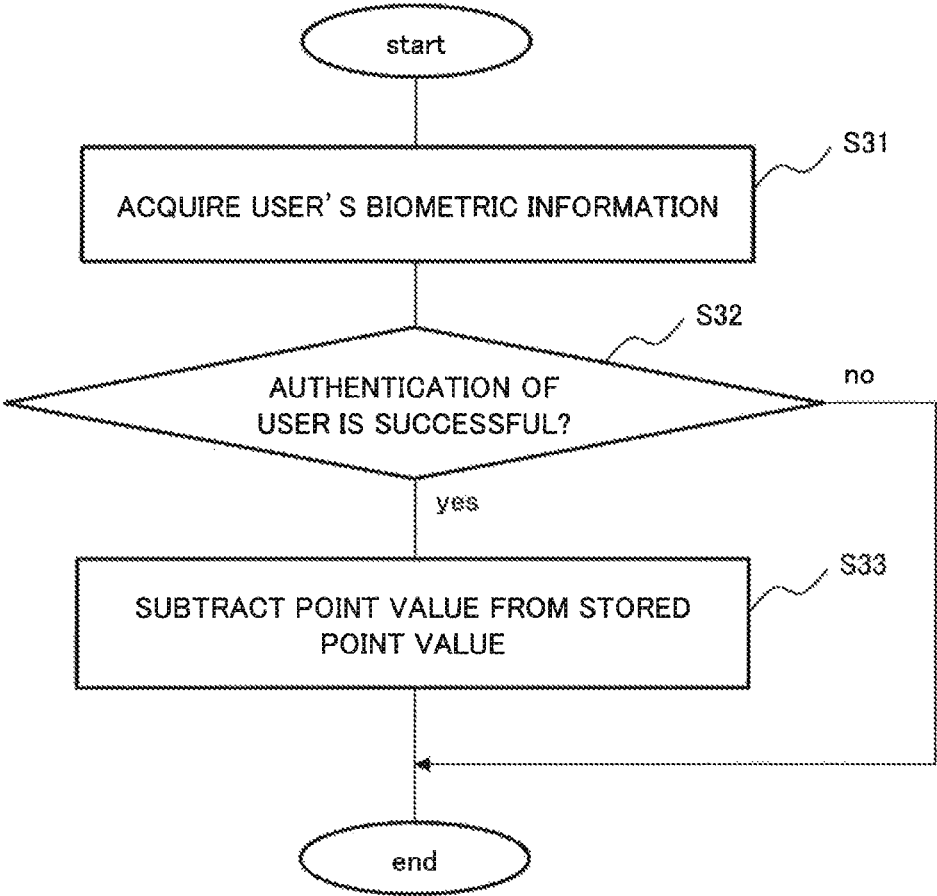 start
S31
ACQUIRE USER'S BIOMETRIC INFORMATION
S32
AUTHENTICATION OF
USER IS SUCCESSFUL?
no
yes
S33
SUBTRACT POINT VALUE FROM STORED
POINT VALUE
end